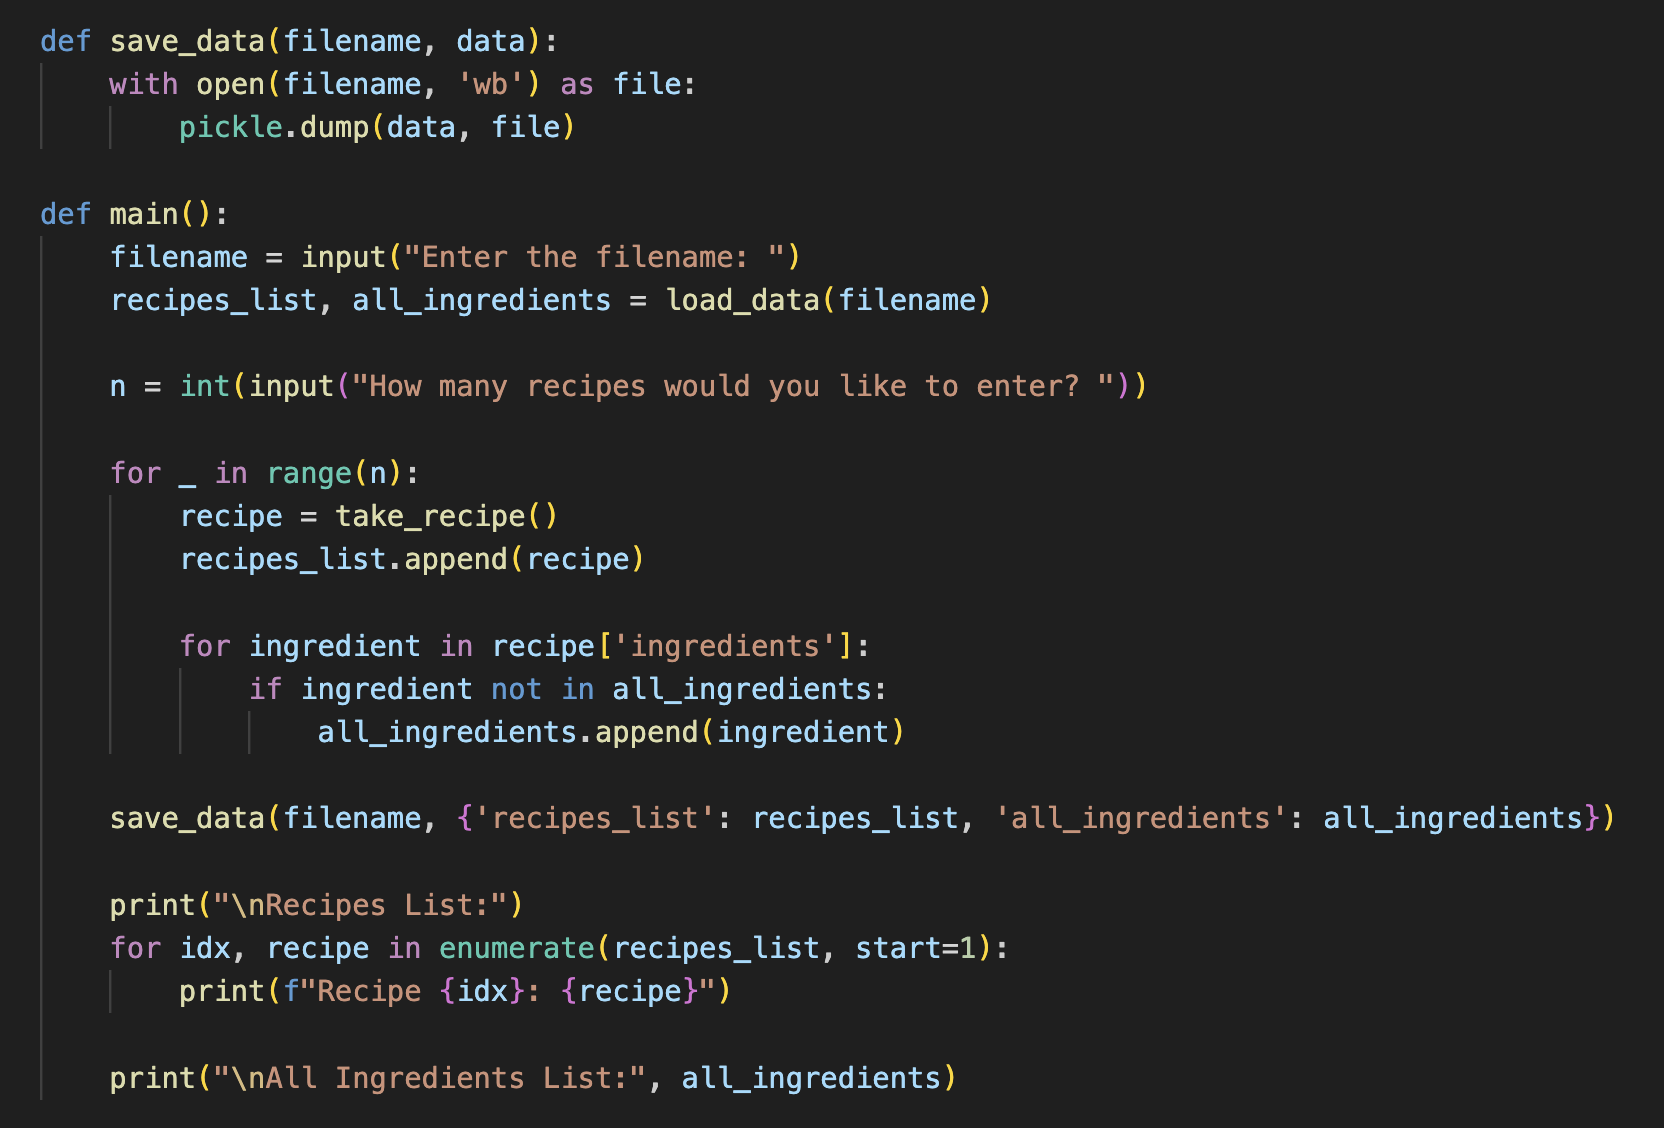 def save_data(filename, data):
    with open(filename, 'wb') as file:
        pickle.dump(data, file)

def main():
    filename = input("Enter the filename: ")
    recipes_list, all_ingredients = load_data(filename)

    n = int(input("How many recipes would you like to enter? "))

    for _ in range(n):
        recipe = take_recipe()
        recipes_list.append(recipe)

        for ingredient in recipe['ingredients']:
            if ingredient not in all_ingredients:
                all_ingredients.append(ingredient)

    save_data(filename, {'recipes_list': recipes_list, 'all_ingredients': all_ingredients})

    print("\nRecipes List:")
    for idx, recipe in enumerate(recipes_list, start=1):
        print(f"Recipe {idx}: {recipe}")

    print("\nAll Ingredients List:", all_ingredients)